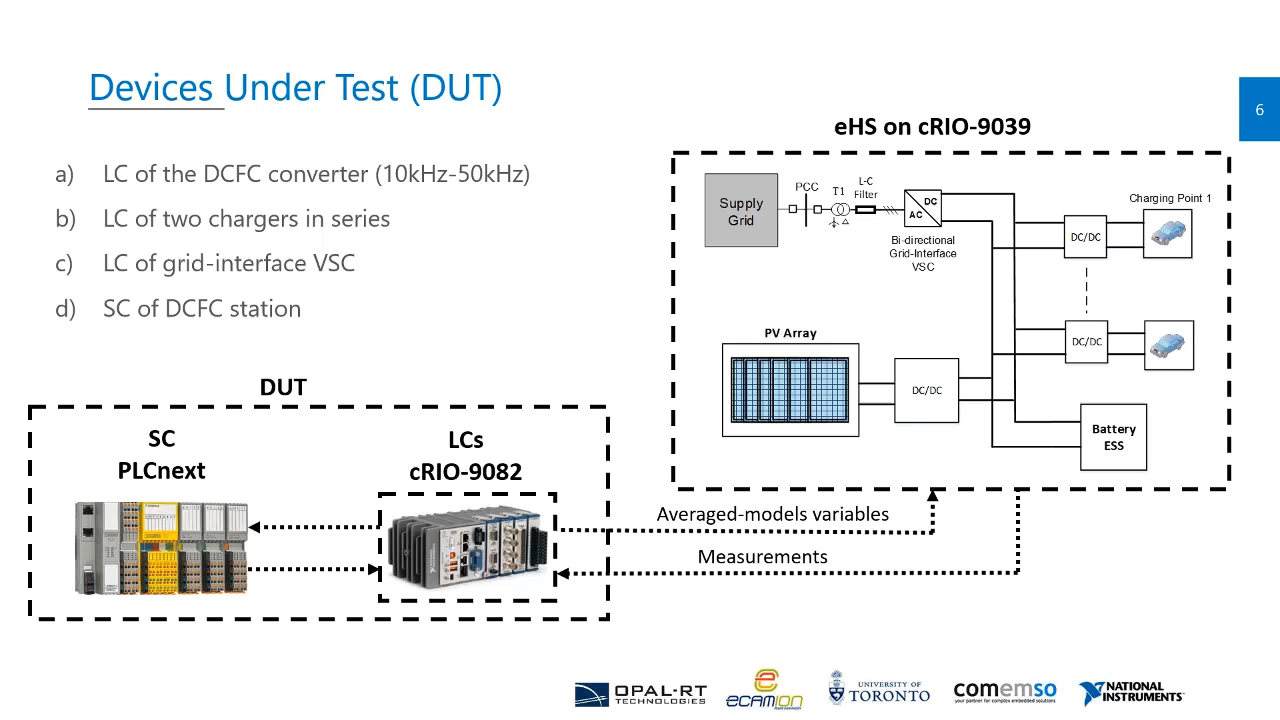 Devices Under Test (DUT)
6
a) LC of the DCFC converter (10kHz-50kHz)
b) LC of two chargers in series
c) LC of grid-interface VSC
d) SC of DCFC station
eHS on cRIO-9039
Supply
Grid
PCC
T1
L-C
Filter
DC
AC
Bi-directional
Grid-Interface
VSC
Charging Point 1
DC/DC
DC/DC
PV Array
DC/DC
Battery
ESS
DUT
SC
PLCnext
LCs
cRIO-9082
Averaged-models variables
Measurements
OPAL-RT
TECHNOLOGIES
eCAMION
UNIVERSITY OF
TORONTO
comemso
your partner for complex embedded solutions
NATIONAL
INSTRUMENTS